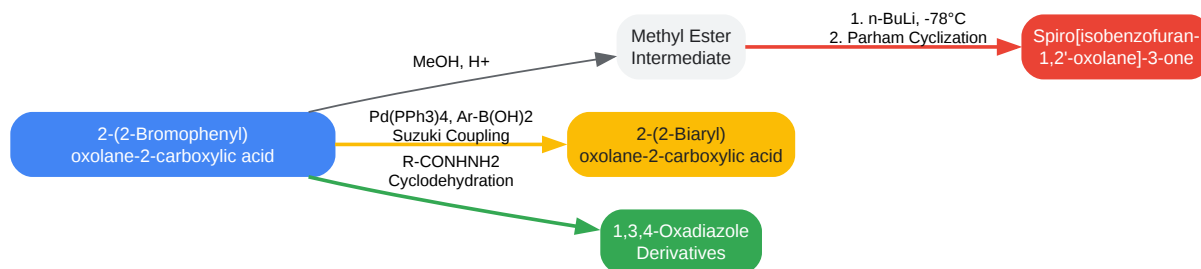 1. n-BuLi, -78°C
2. Parham Cyclization
Methyl Ester
Intermediate
Spiro[isobenzofuran-
1,2'-oxolane]-3-one
MeOH, H+
2-(2-Bromophenyl)
oxolane-2-carboxylic acid
Pd(PPh3)4, Ar-B(OH)2
Suzuki Coupling
2-(2-Biaryl)
oxolane-2-carboxylic acid
R-CONHNH2
Cyclodehydration
1,3,4-Oxadiazole
Derivatives